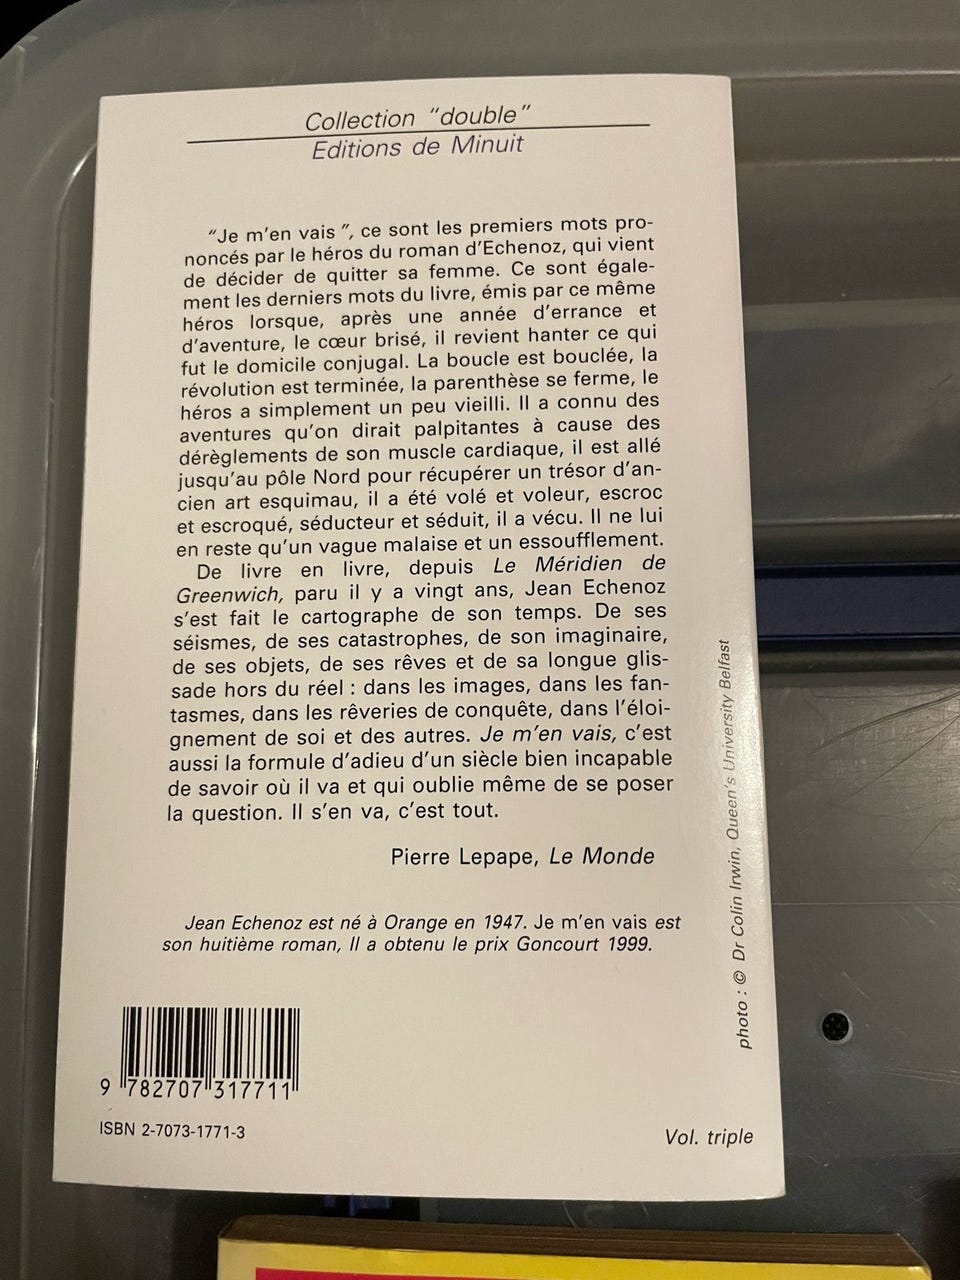 Collection "double"
Editions de Minuit
"Je m'en vais", ce sont les premiers mots pro-
noncés par le héros du roman d'Echenoz, qui vient
de décider de quitter sa femme. Ce sont égale-
ment les derniers mots du livre, émis par ce même
héros lorsque, après une année d'errance et
d'aventure, le cœur brisé, il revient hanter ce qui
fut le domicile conjugal. La boucle est bouclée, la
révolution est terminée, la parenthèse se ferme, le
héros a simplement un peu vieilli. Il a connu des
aventures qu'on dirait palpitantes à cause des
dérèglements de son muscle cardiaque, il est allé
jusqu'au pôle Nord pour récupérer un trésor d'an-
cien art esquimau, il a été volé et voleur, escroc
et escroqué, séducteur et séduit, il a vécu. Il ne lui
en reste qu'un vague malaise et un essoufflement.
De livre en livre, depuis Le Méridien de
Greenwich, paru il y a vingt ans, Jean Echenoz
s'est fait le cartographe de son temps. De ses
séismes, de ses catastrophes, de son imaginaire,
de ses objets, de ses rêves et de sa longue glis-
sade hors du réel : dans les images, dans les fan-
tasmes, dans les rêveries de conquête, dans l'éloi-
gnement de soi et des autres. Je m'en vais, c'est
aussi la formule d'adieu d'un siècle bien incapable
de savoir où il va et qui oublie même de se poser
la question. Il s'en va, c'est tout.
Pierre Lepape, Le Monde
Jean Echenoz est né à Orange en 1947. Je m'en vais est
son huitième roman, Il a obtenu le prix Goncourt 1999.
photo : © Dr Colin Irwin, Queen's University Belfast
9 782707 317711
ISBN 2-7073-1771-3
Vol. triple